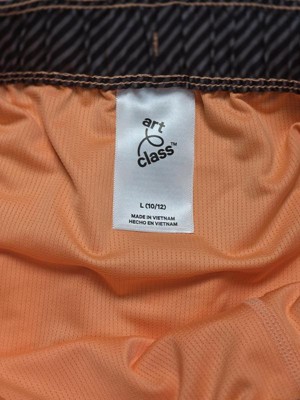 art
class™
L (10/12)
MADE IN VIETNAM
HECHO EN VIETNAM